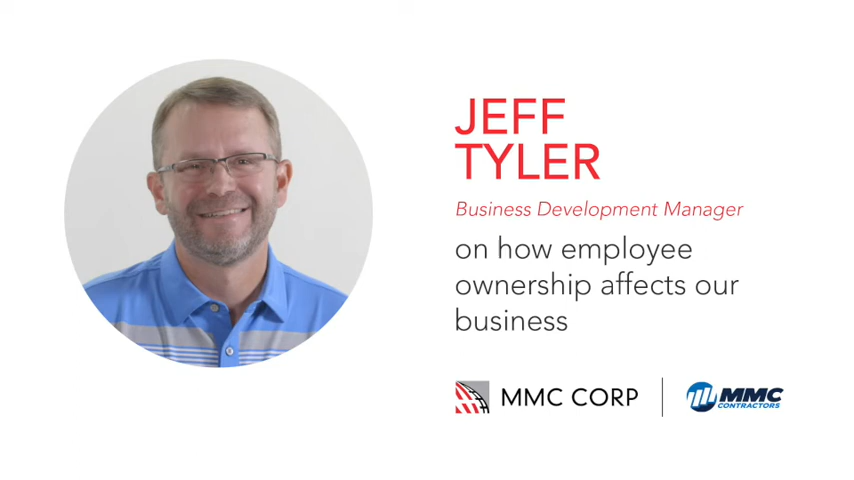 JEFF
TYLER
Business Development Manager
on how employee
ownership affects our
business
MMC CORP
MMC
CONTRACTORS